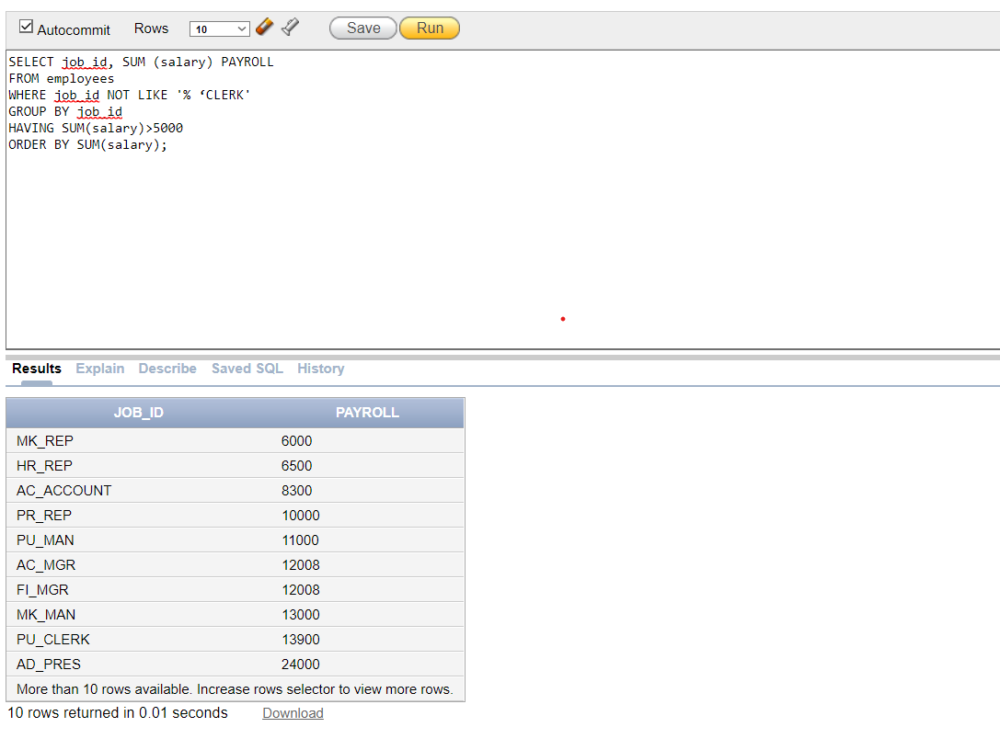 Autocommit Rows 10 Save Run
SELECT job_id, SUM (salary) PAYROLL
FROM employees
WHERE job_id NOT LIKE '% ‘CLERK'
GROUP BY job_id
HAVING SUM(salary)>5000
ORDER BY SUM(salary);
Results Explain Describe Saved SQL History
JOB_ID PAYROLL
MK_REP 6000
HR_REP 6500
AC_ACCOUNT 8300
PR_REP 10000
PU_MAN 11000
AC_MGR 12008
FI_MGR 12008
MK_MAN 13000
PU_CLERK 13900
AD_PRES 24000
More than 10 rows available. Increase rows selector to view more rows.
10 rows returned in 0.01 seconds Download